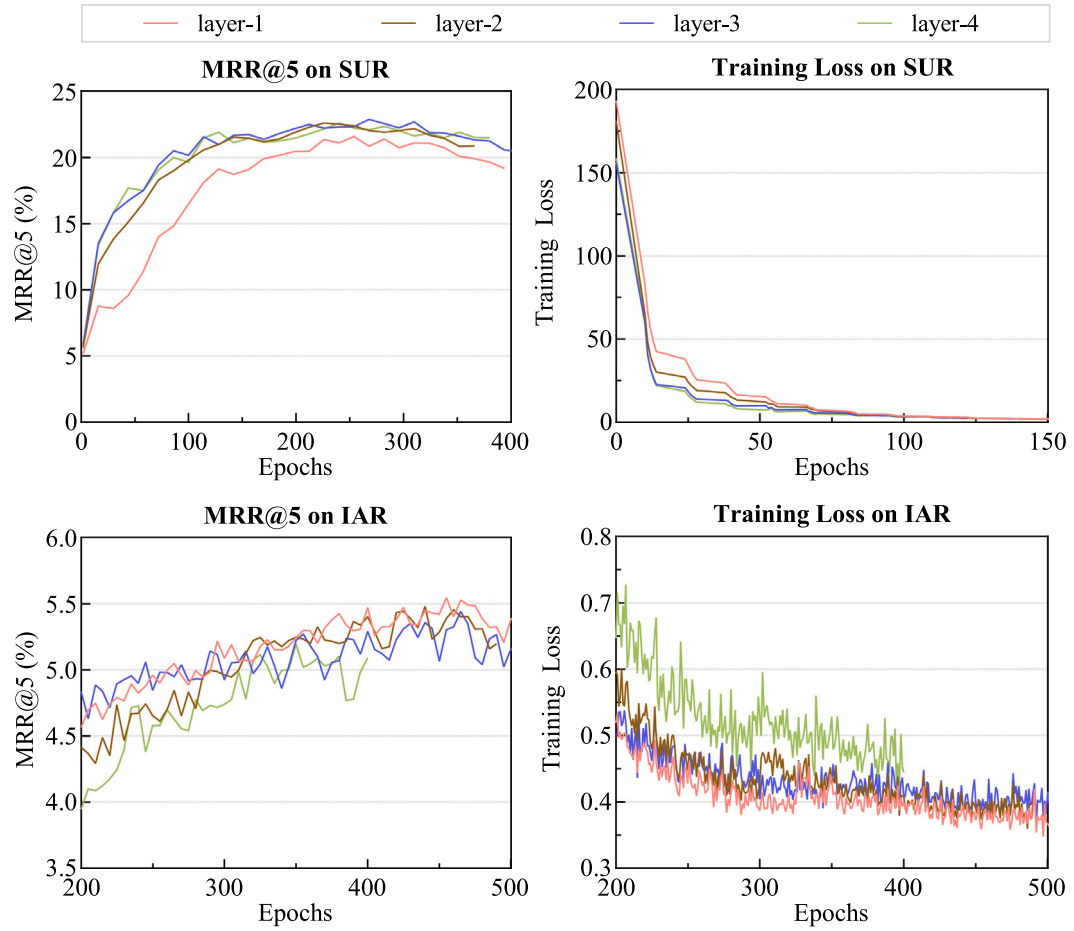 layer-1 layer-2 layer-3 layer-4
MRR@5 on SUR
MRR@5 (%)
25
20
15
10
5
0
0 100 200 300 400
Epochs
Training Loss on SUR
Training Loss
200
150
100
50
0
0 50 100 150
Epochs
MRR@5 on IAR
MRR@5 (%)
6.0
5.5
5.0
4.5
4.0
3.5
200 300 400 500
Epochs
Training Loss on IAR
Training Loss
0.8
0.7
0.6
0.5
0.4
0.3
200 300 400 500
Epochs